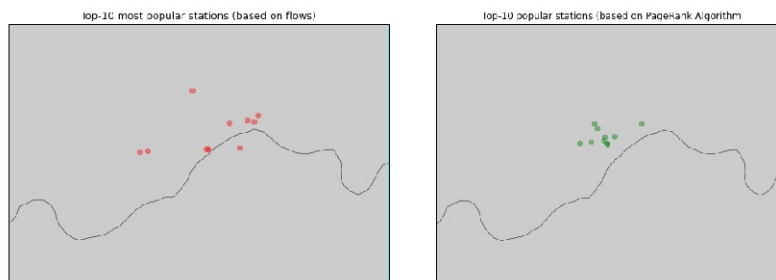 Top-10 most popular stations (based on flows)
Top-10 popular stations (based on PageRank Algorithm